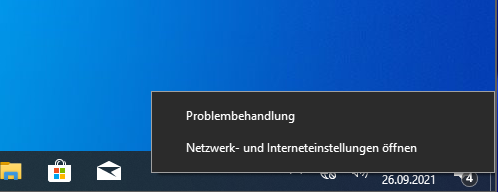 Problembehandlung
Netzwerk- und Interneteinstellungen öffnen
26.09.2021
4